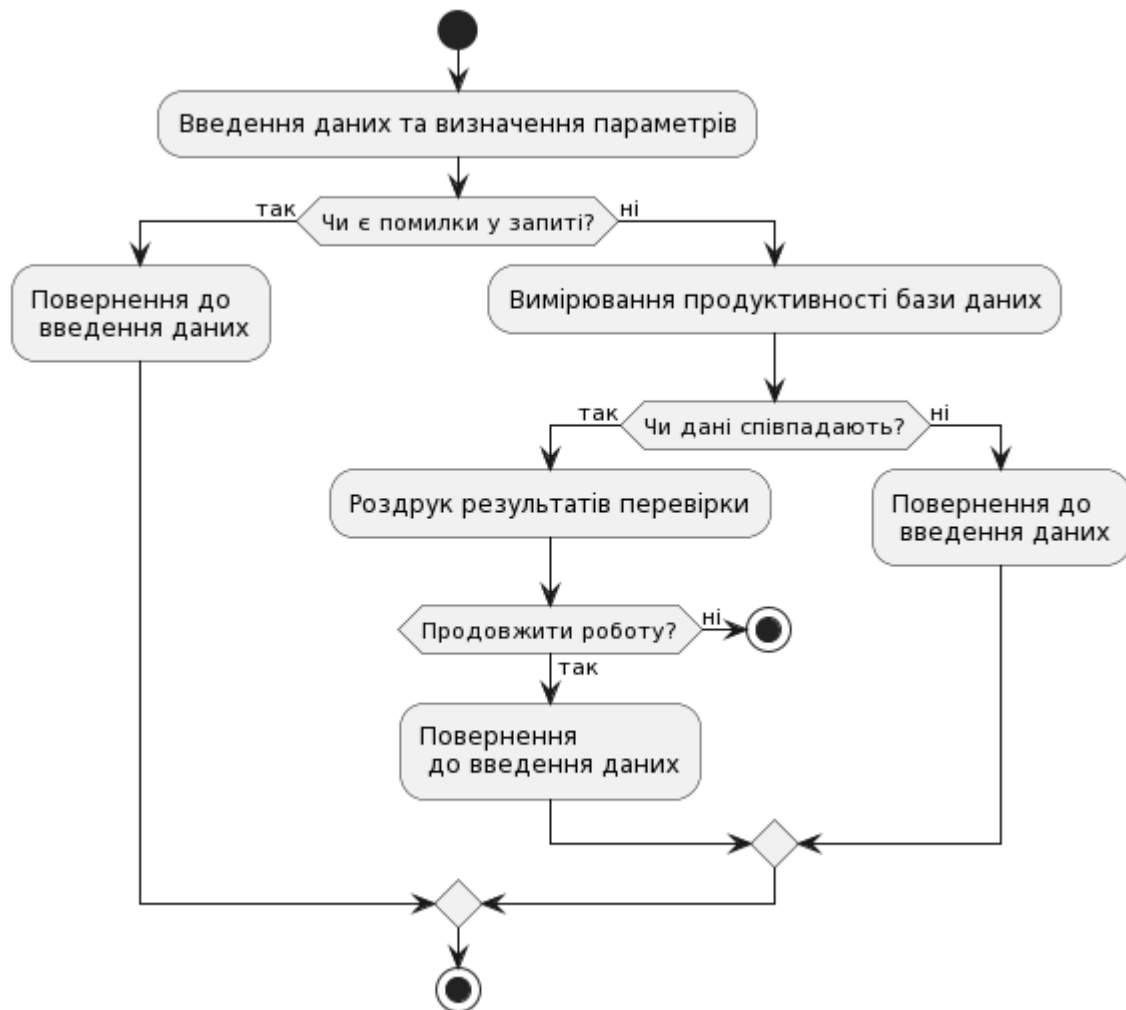 Введення даних та визначення параметрів
так
Чи є помилки у запиті?
ні
Повернення до
введення даних
Вимірювання продуктивності бази даних
так
Чи дані співпадають?
ні
Роздрук результатів перевірки
Повернення до
введення даних
Продовжити роботу?
ні
так
Повернення
до введення даних